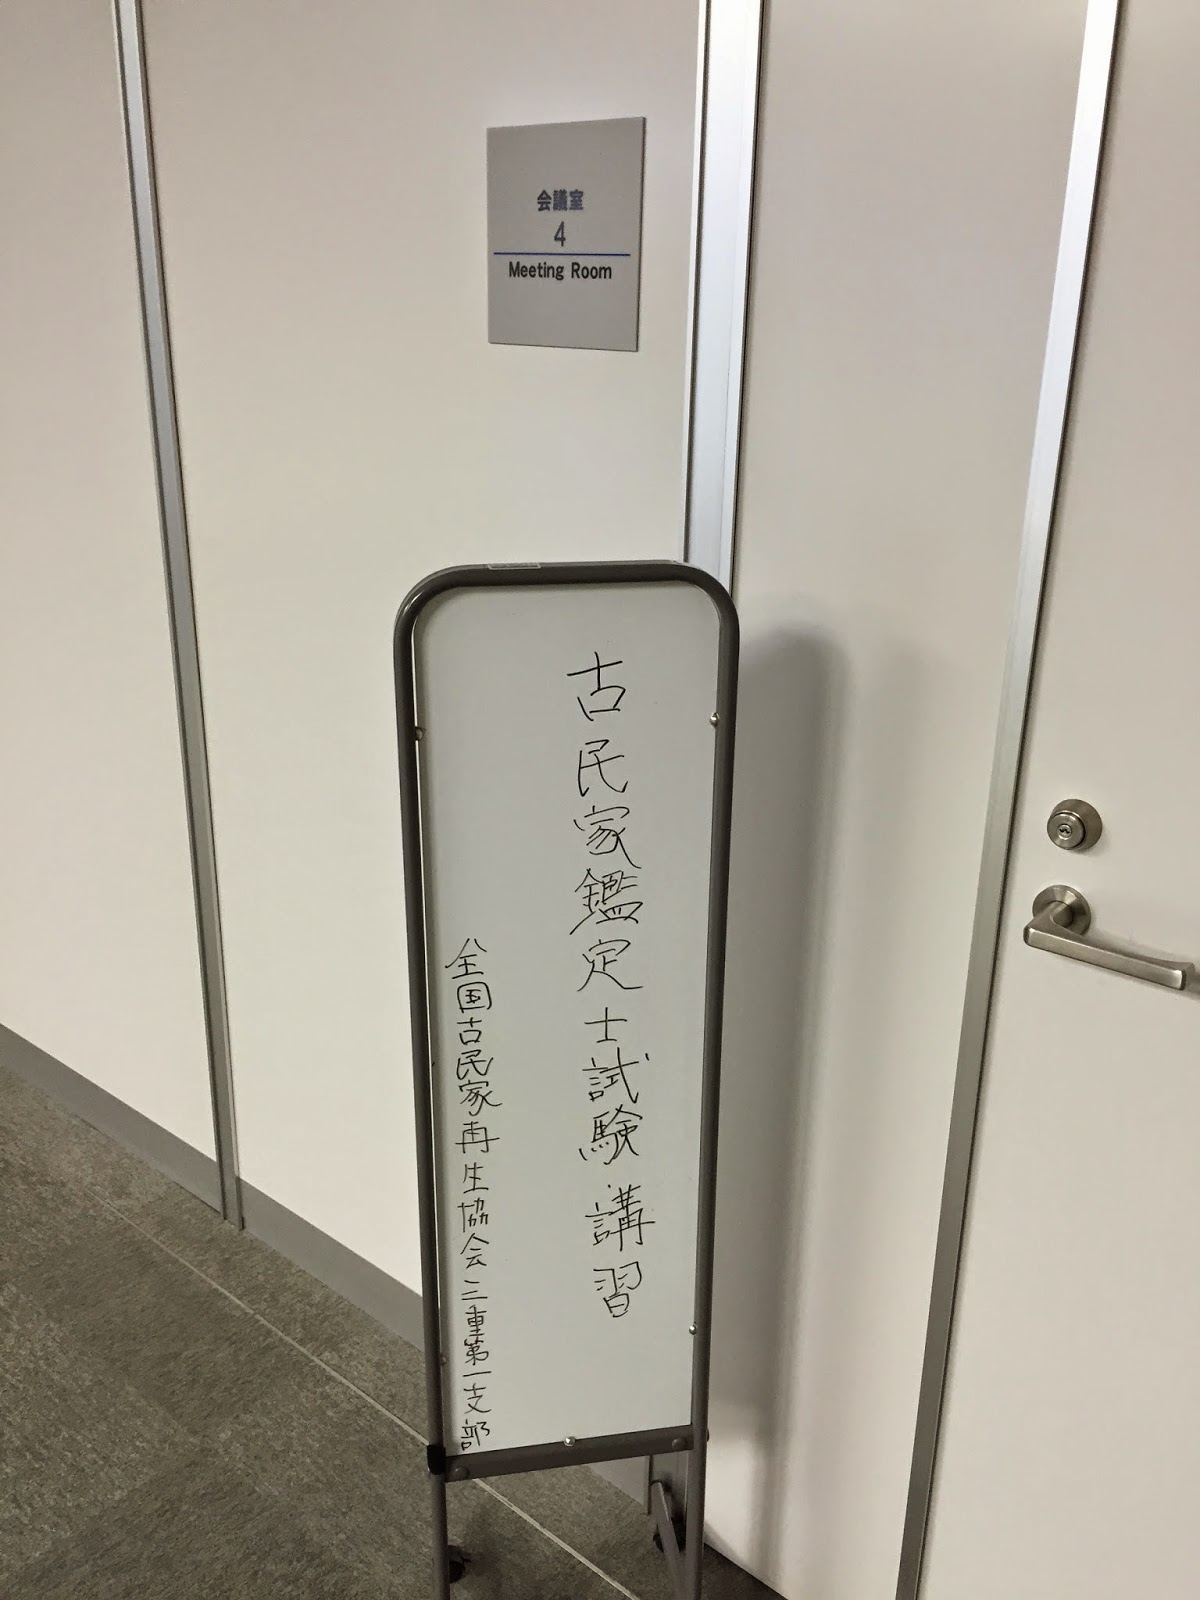 会議室
4
Meeting Room
古民家鑑定士試験講習
全国古民家再生協会三重第一支部